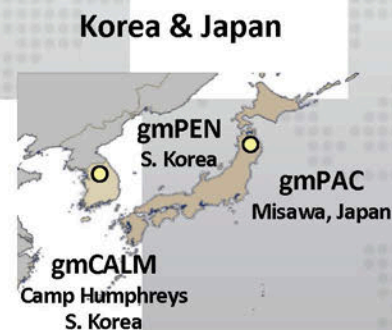 Korea & Japan
gmPEN
S. Korea
gmPAC
Misawa, Japan
gmCALM
Camp Humphreys
S. Korea